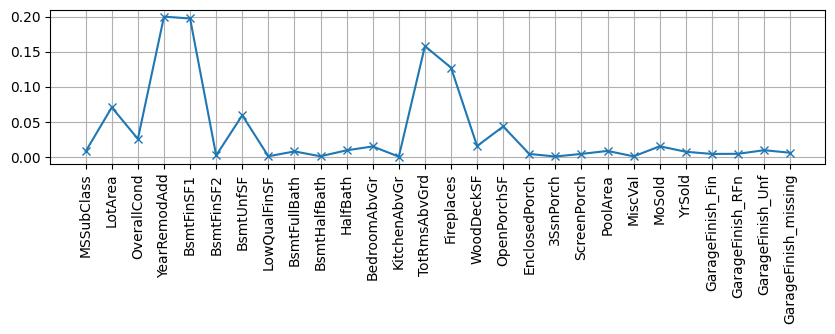 0.20
0.15
0.10
0.05
0.00
MSSubClass
LotArea
OverallCond
YearRemodAdd
BsmtFinSF1
BsmtFinSF2
BsmtUnfSF
LowQualFinSF
BsmtFullBath
BsmtHalfBath
HalfBath
BedroomAbvGr
KitchenAbvGr
TotRmsAbvGrd
Fireplaces
WoodDeckSF
OpenPorchSF
EnclosedPorch
3SsnPorch
ScreenPorch
PoolArea
MiscVal
MoSold
YrSold
GarageFinish_Fin
GarageFinish_RFn
GarageFinish_Unf
GarageFinish_missing